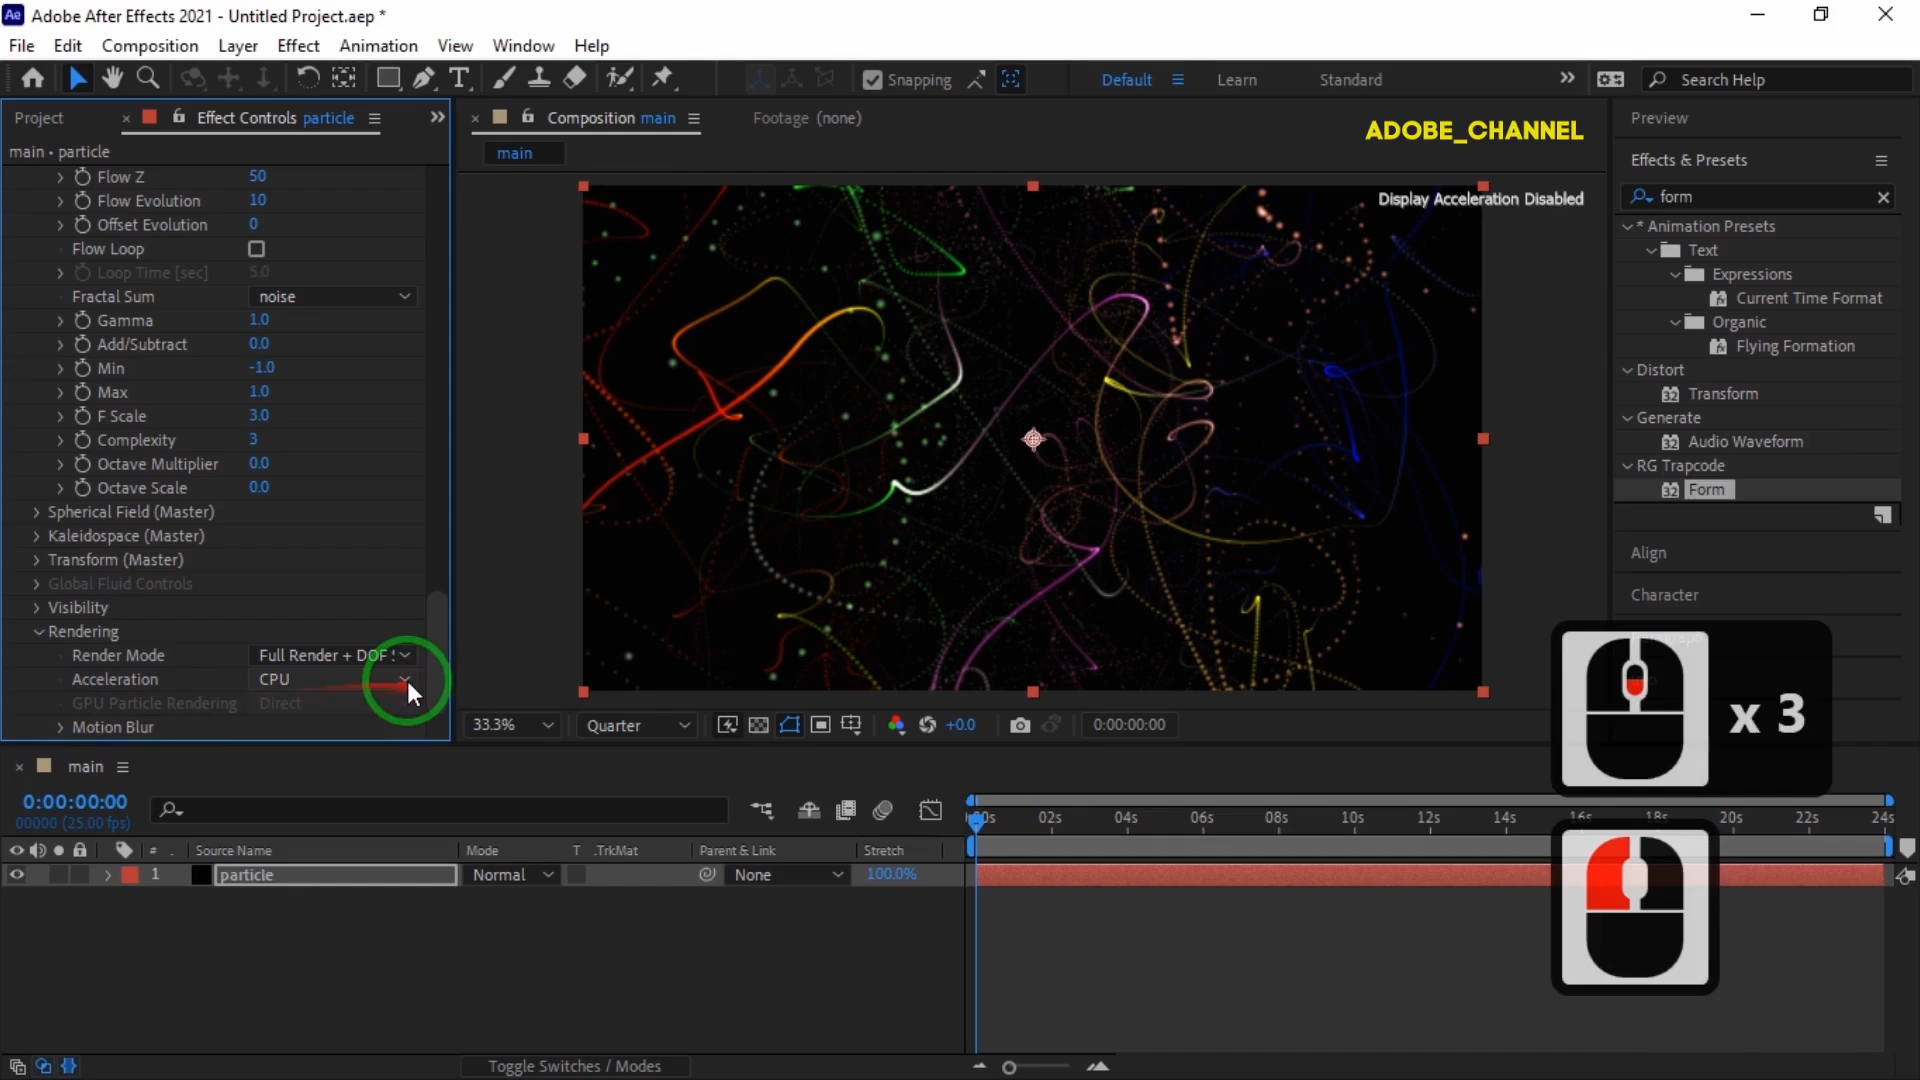 Adobe After Effects 2021 - Untitled Project.aep *
File Edit Composition Layer Effect Animation View Window Help
Snapping
Default
Learn
Standard
Search Help
Project
Effect Controls particle
main • particle
Flow Z 50
Flow Evolution 10
Offset Evolution 0
Flow Loop
Loop Time [sec] 5.0
Fractal Sum noise
Gamma 1.0
Add/Subtract 0.0
Min -1.0
Max 1.0
F Scale 3.0
Complexity 3
Octave Multiplier 0.0
Octave Scale 0.0
Spherical Field (Master)
Kaleidospace (Master)
Transform (Master)
Global Fluid Controls
Visibility
Rendering
Render Mode Full Render + DOF
Acceleration CPU
GPU Particle Rendering Direct
Motion Blur
Composition main
Footage (none)
main
ADOBE_CHANNEL
Display Acceleration Disabled
33.3%
Quarter
+0.0
0:00:00:00
Preview
Effects & Presets
form
* Animation Presets
Text
Expressions
Current Time Format
Organic
Flying Formation
Distort
Transform
Generate
Audio Waveform
RG Trapcode
Form
Align
Character
x 3
main
0:00:00:00
00000 (25.00 fps)
02s 04s 06s 08s 10s 12s 14s 16s 18s 20s 22s 24s
# Source Name Mode T .TrkMat Parent & Link Stretch
1 particle Normal None 100.0%
Toggle Switches / Modes